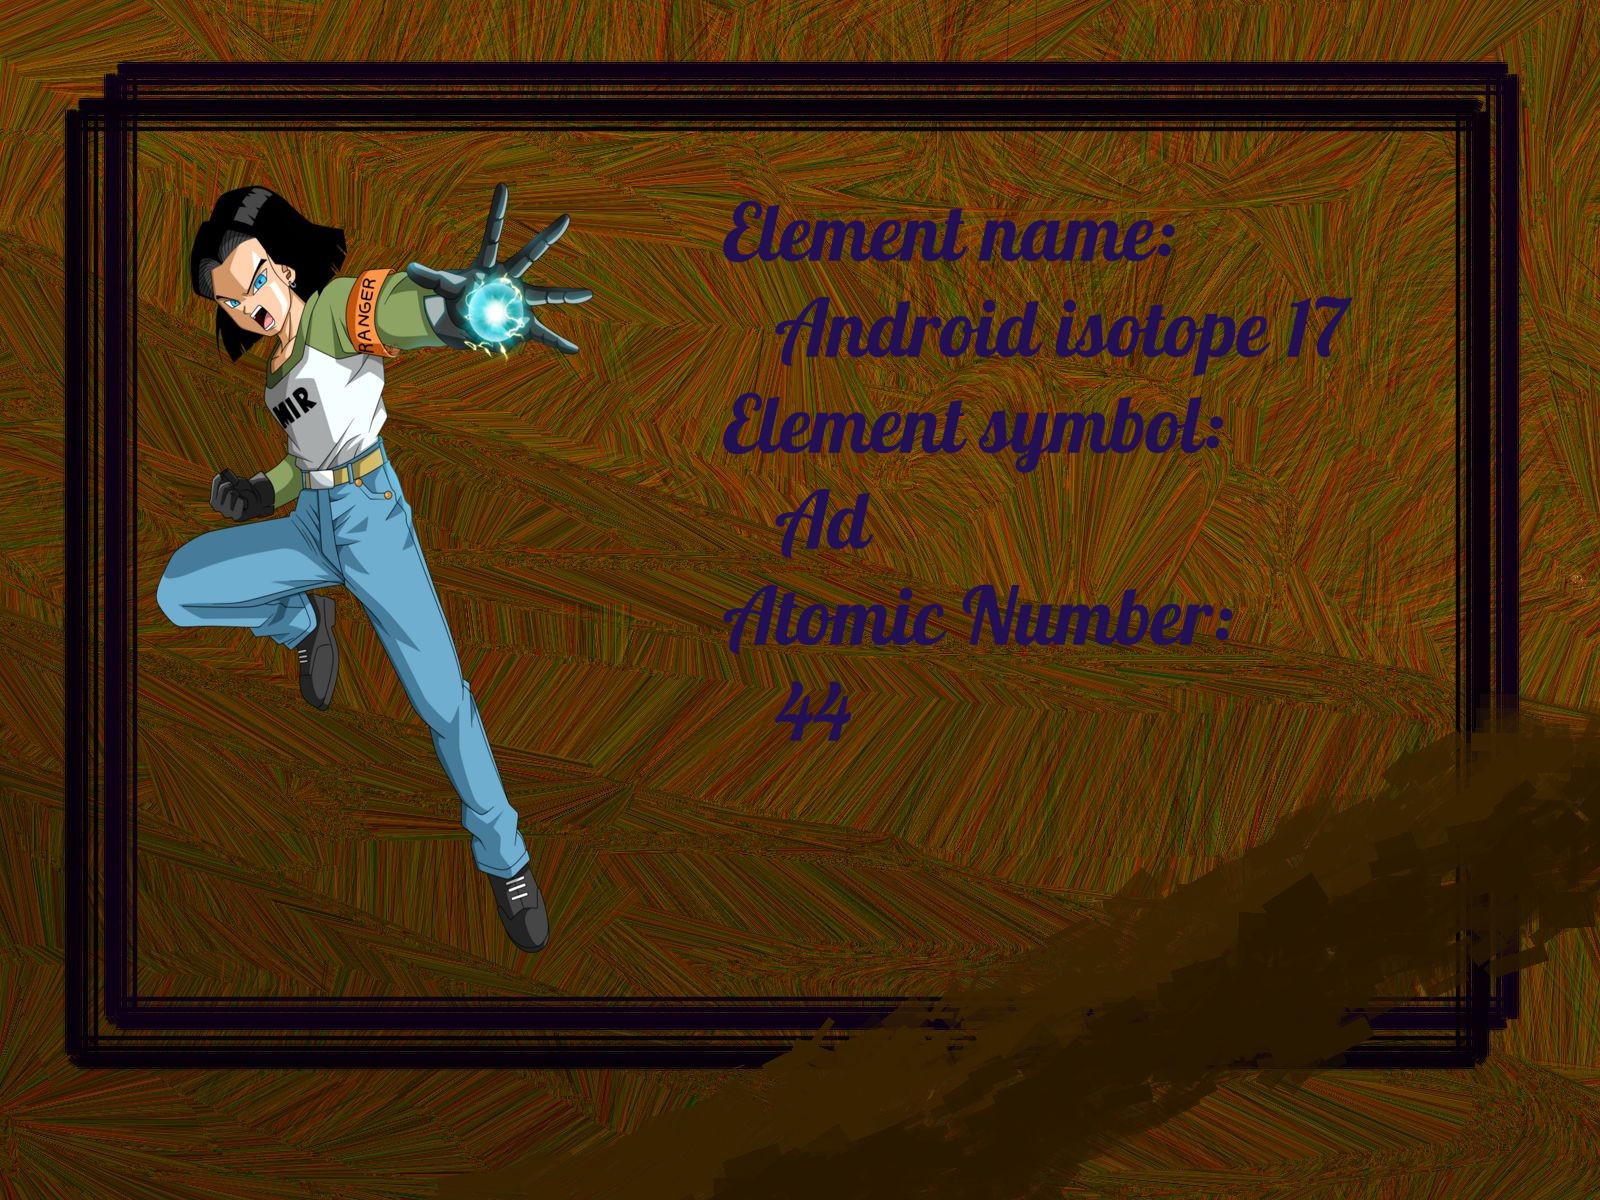 RANGER
MIR
Element name:
Android isotope 17
Element symbol:
Ad
Atomic Number:
44